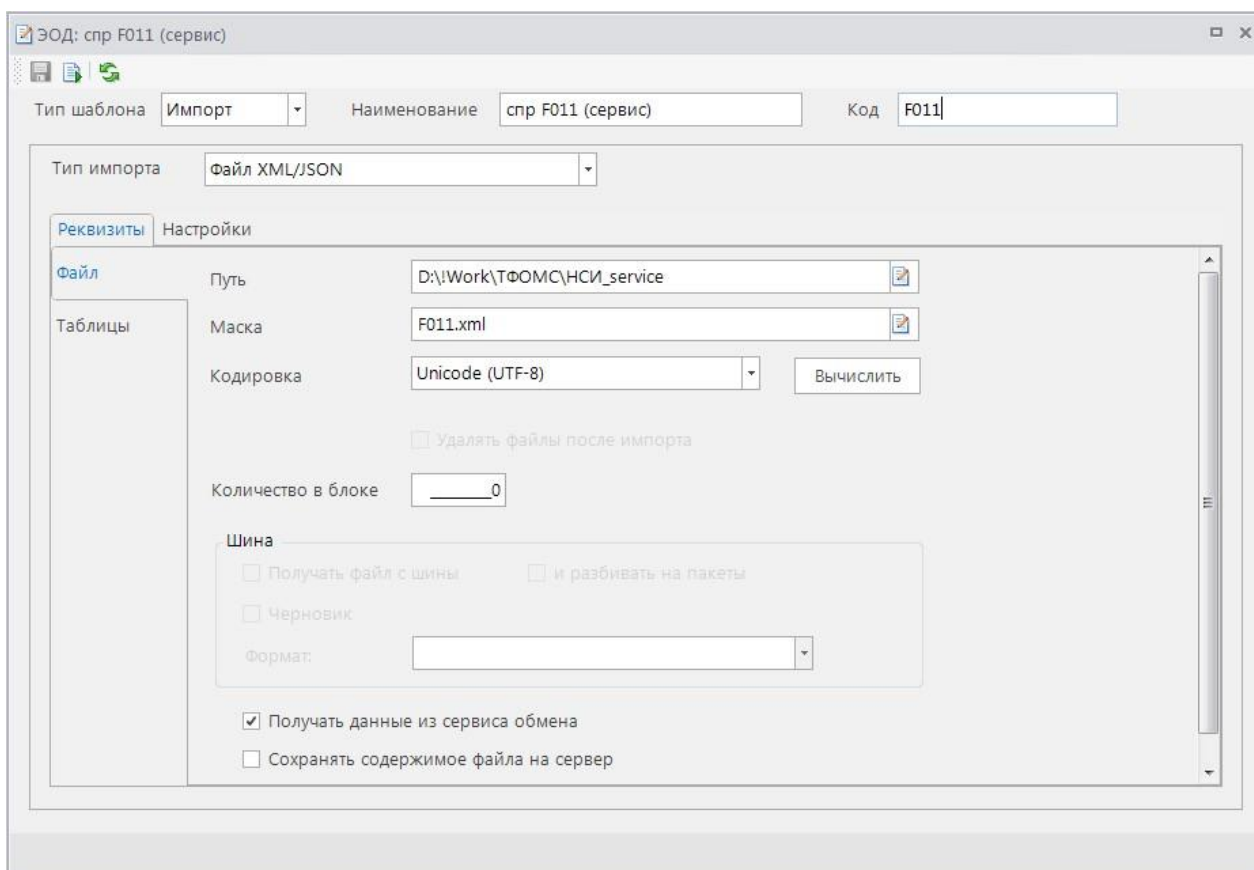 ЭОД: спр F011 (сервис)
Тип шаблона Импорт Наименование спр F011 (сервис) Код F011
Тип импорта Файл XML/JSON
Реквизиты Настройки
Файл
Путь D:\!Work\ТФОМС\НСИ_service
Таблицы
Маска F011.xml
Кодировка Unicode (UTF-8) Вычислить
Удалять файлы после импорта
Количество в блоке _______0
Шина
Получать файл с шины и разбивать на пакеты
Черновик
Формат:
Получать данные из сервиса обмена
Сохранять содержимое файла на сервер